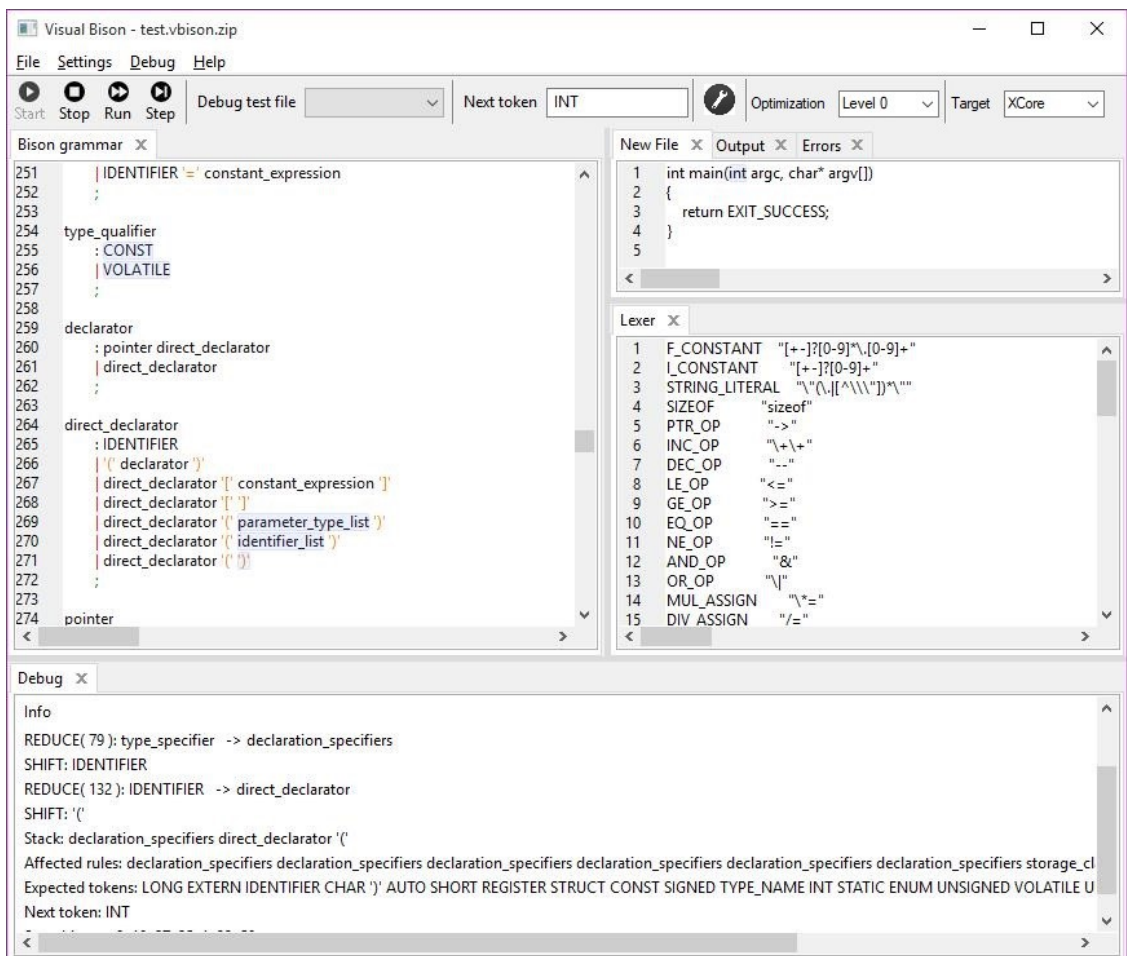 Visual Bison - test.vbison.zip
File Settings Debug Help
Start Stop Run Step Debug test file Next token INT Optimization Level 0 Target XCore
Bison grammar X
251 | IDENTIFIER '=' constant_expression
252 ;
253
254 type_qualifier
255 : CONST
256 | VOLATILE
257 ;
258
259 declarator
260 : pointer direct_declarator
261 | direct_declarator
262 ;
263
264 direct_declarator
265 : IDENTIFIER
266 | '(' declarator ')'
267 | direct_declarator '[' constant_expression ']'
268 | direct_declarator '[' ']'
269 | direct_declarator '(' parameter_type_list ')'
270 | direct_declarator '(' identifier_list ')'
271 | direct_declarator '(' ')'
272 ;
273
274 pointer
New File X Output X Errors X
1 int main(int argc, char* argv[])
2 {
3 return EXIT_SUCCESS;
4 }
5
Lexer X
1 F_CONSTANT "[+-]?[0-9]*\.[0-9]+"
2 I_CONSTANT "[+-]?[0-9]+"
3 STRING_LITERAL "\"(\.|[^\\\"])*\""
4 SIZEOF "sizeof"
5 PTR_OP "->"
6 INC_OP "\+\+"
7 DEC_OP "--"
8 LE_OP "<="
9 GE_OP ">="
10 EQ_OP "=="
11 NE_OP "!="
12 AND_OP "&"
13 OR_OP "\|"
14 MUL_ASSIGN "\*="
15 DIV_ASSIGN "/="
Debug X
Info
REDUCE( 79 ): type_specifier -> declaration_specifiers
SHIFT: IDENTIFIER
REDUCE( 132 ): IDENTIFIER -> direct_declarator
SHIFT: '('
Stack: declaration_specifiers direct_declarator '('
Affected rules: declaration_specifiers declaration_specifiers declaration_specifiers declaration_specifiers declaration_specifiers declaration_specifiers storage_cl
Expected tokens: LONG EXTERN IDENTIFIER CHAR ')' AUTO SHORT REGISTER STRUCT CONST SIGNED TYPE_NAME INT STATIC ENUM UNSIGNED VOLATILE U
Next token: INT